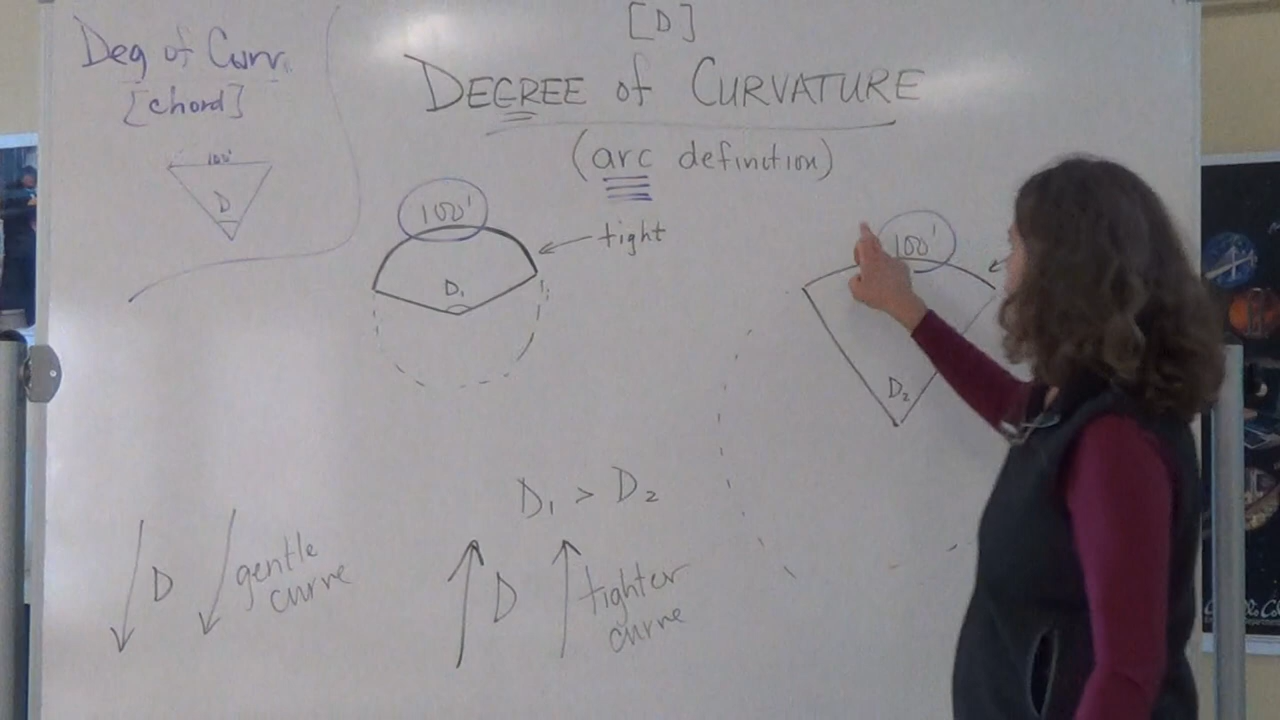 [D]
Deg of Curv.
[chord]
100'
D
DEGREE of CURVATURE
(arc definition)
100'
tight
D₁
100'
D₂
D₁ > D₂
D
gentle
curve
D
tighter
curve